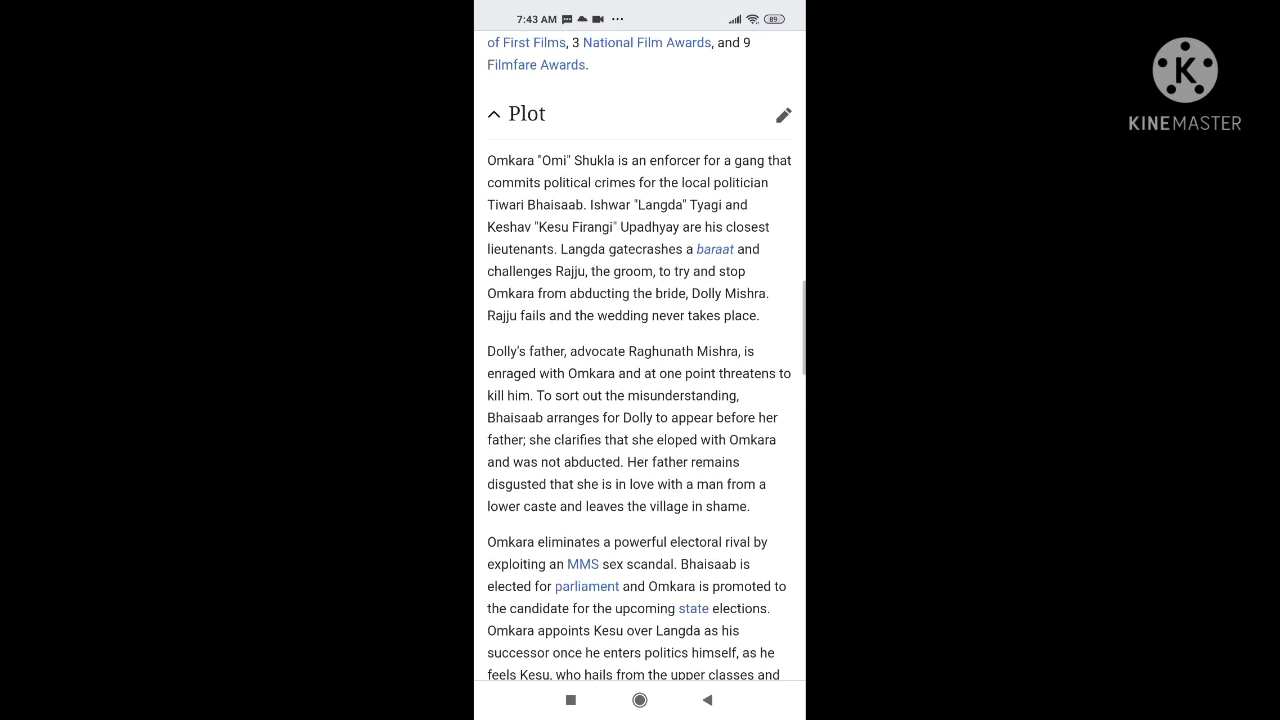 7:43 AM
89
of First Films, 3 National Film Awards, and 9
Filmfare Awards.
Plot
Omkara "Omi" Shukla is an enforcer for a gang that
commits political crimes for the local politician
Tiwari Bhaisaab. Ishwar "Langda" Tyagi and
Keshav "Kesu Firangi" Upadhyay are his closest
lieutenants. Langda gatecrashes a baraat and
challenges Rajju, the groom, to try and stop
Omkara from abducting the bride, Dolly Mishra.
Rajju fails and the wedding never takes place.
Dolly's father, advocate Raghunath Mishra, is
enraged with Omkara and at one point threatens to
kill him. To sort out the misunderstanding,
Bhaisaab arranges for Dolly to appear before her
father; she clarifies that she eloped with Omkara
and was not abducted. Her father remains
disgusted that she is in love with a man from a
lower caste and leaves the village in shame.
Omkara eliminates a powerful electoral rival by
exploiting an MMS sex scandal. Bhaisaab is
elected for parliament and Omkara is promoted to
the candidate for the upcoming state elections.
Omkara appoints Kesu over Langda as his
successor once he enters politics himself, as he
feels Kesu, who hails from the upper classes and
K
KINEMASTER